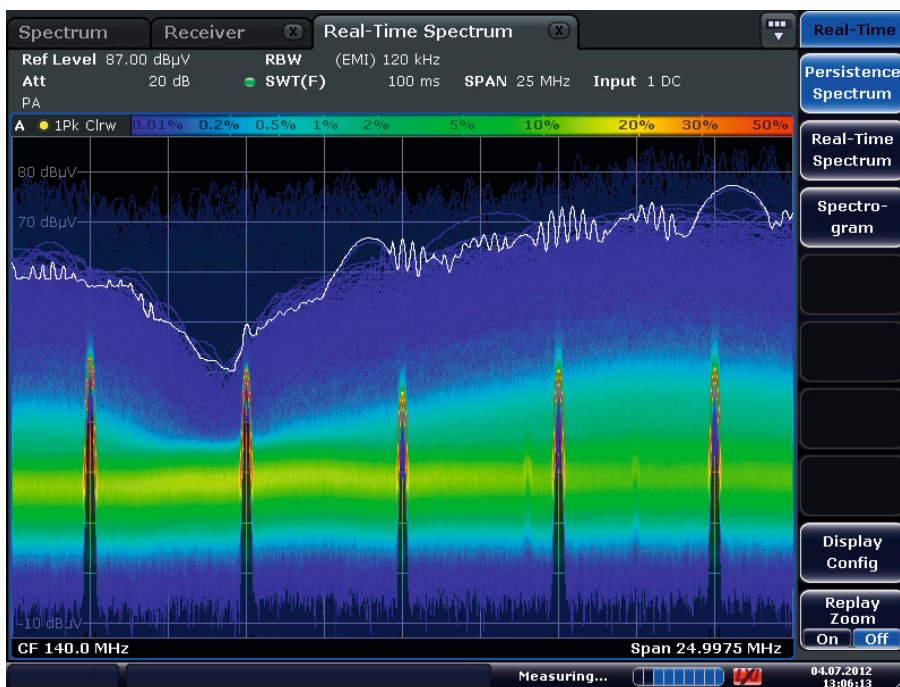 Spectrum Receiver X Real-Time Spectrum X
Ref Level 87.00 dBµV RBW (EMI) 120 kHz
Att 20 dB SWT(F) 100 ms SPAN 25 MHz Input 1 DC
PA
A 1Pk Clrw 0.01% 0.2% 0.5% 1% 2% 5% 10% 20% 30% 50%
80 dBµV
70 dBµV
-10 dBµV
CF 140.0 MHz Span 24.9975 MHz
Measuring... LXI 04.07.2012
13:06:13
Real-Time
Persistence
Spectrum
Real-Time
Spectrum
Spectro-
gram
Display
Config
Replay
Zoom
On Off